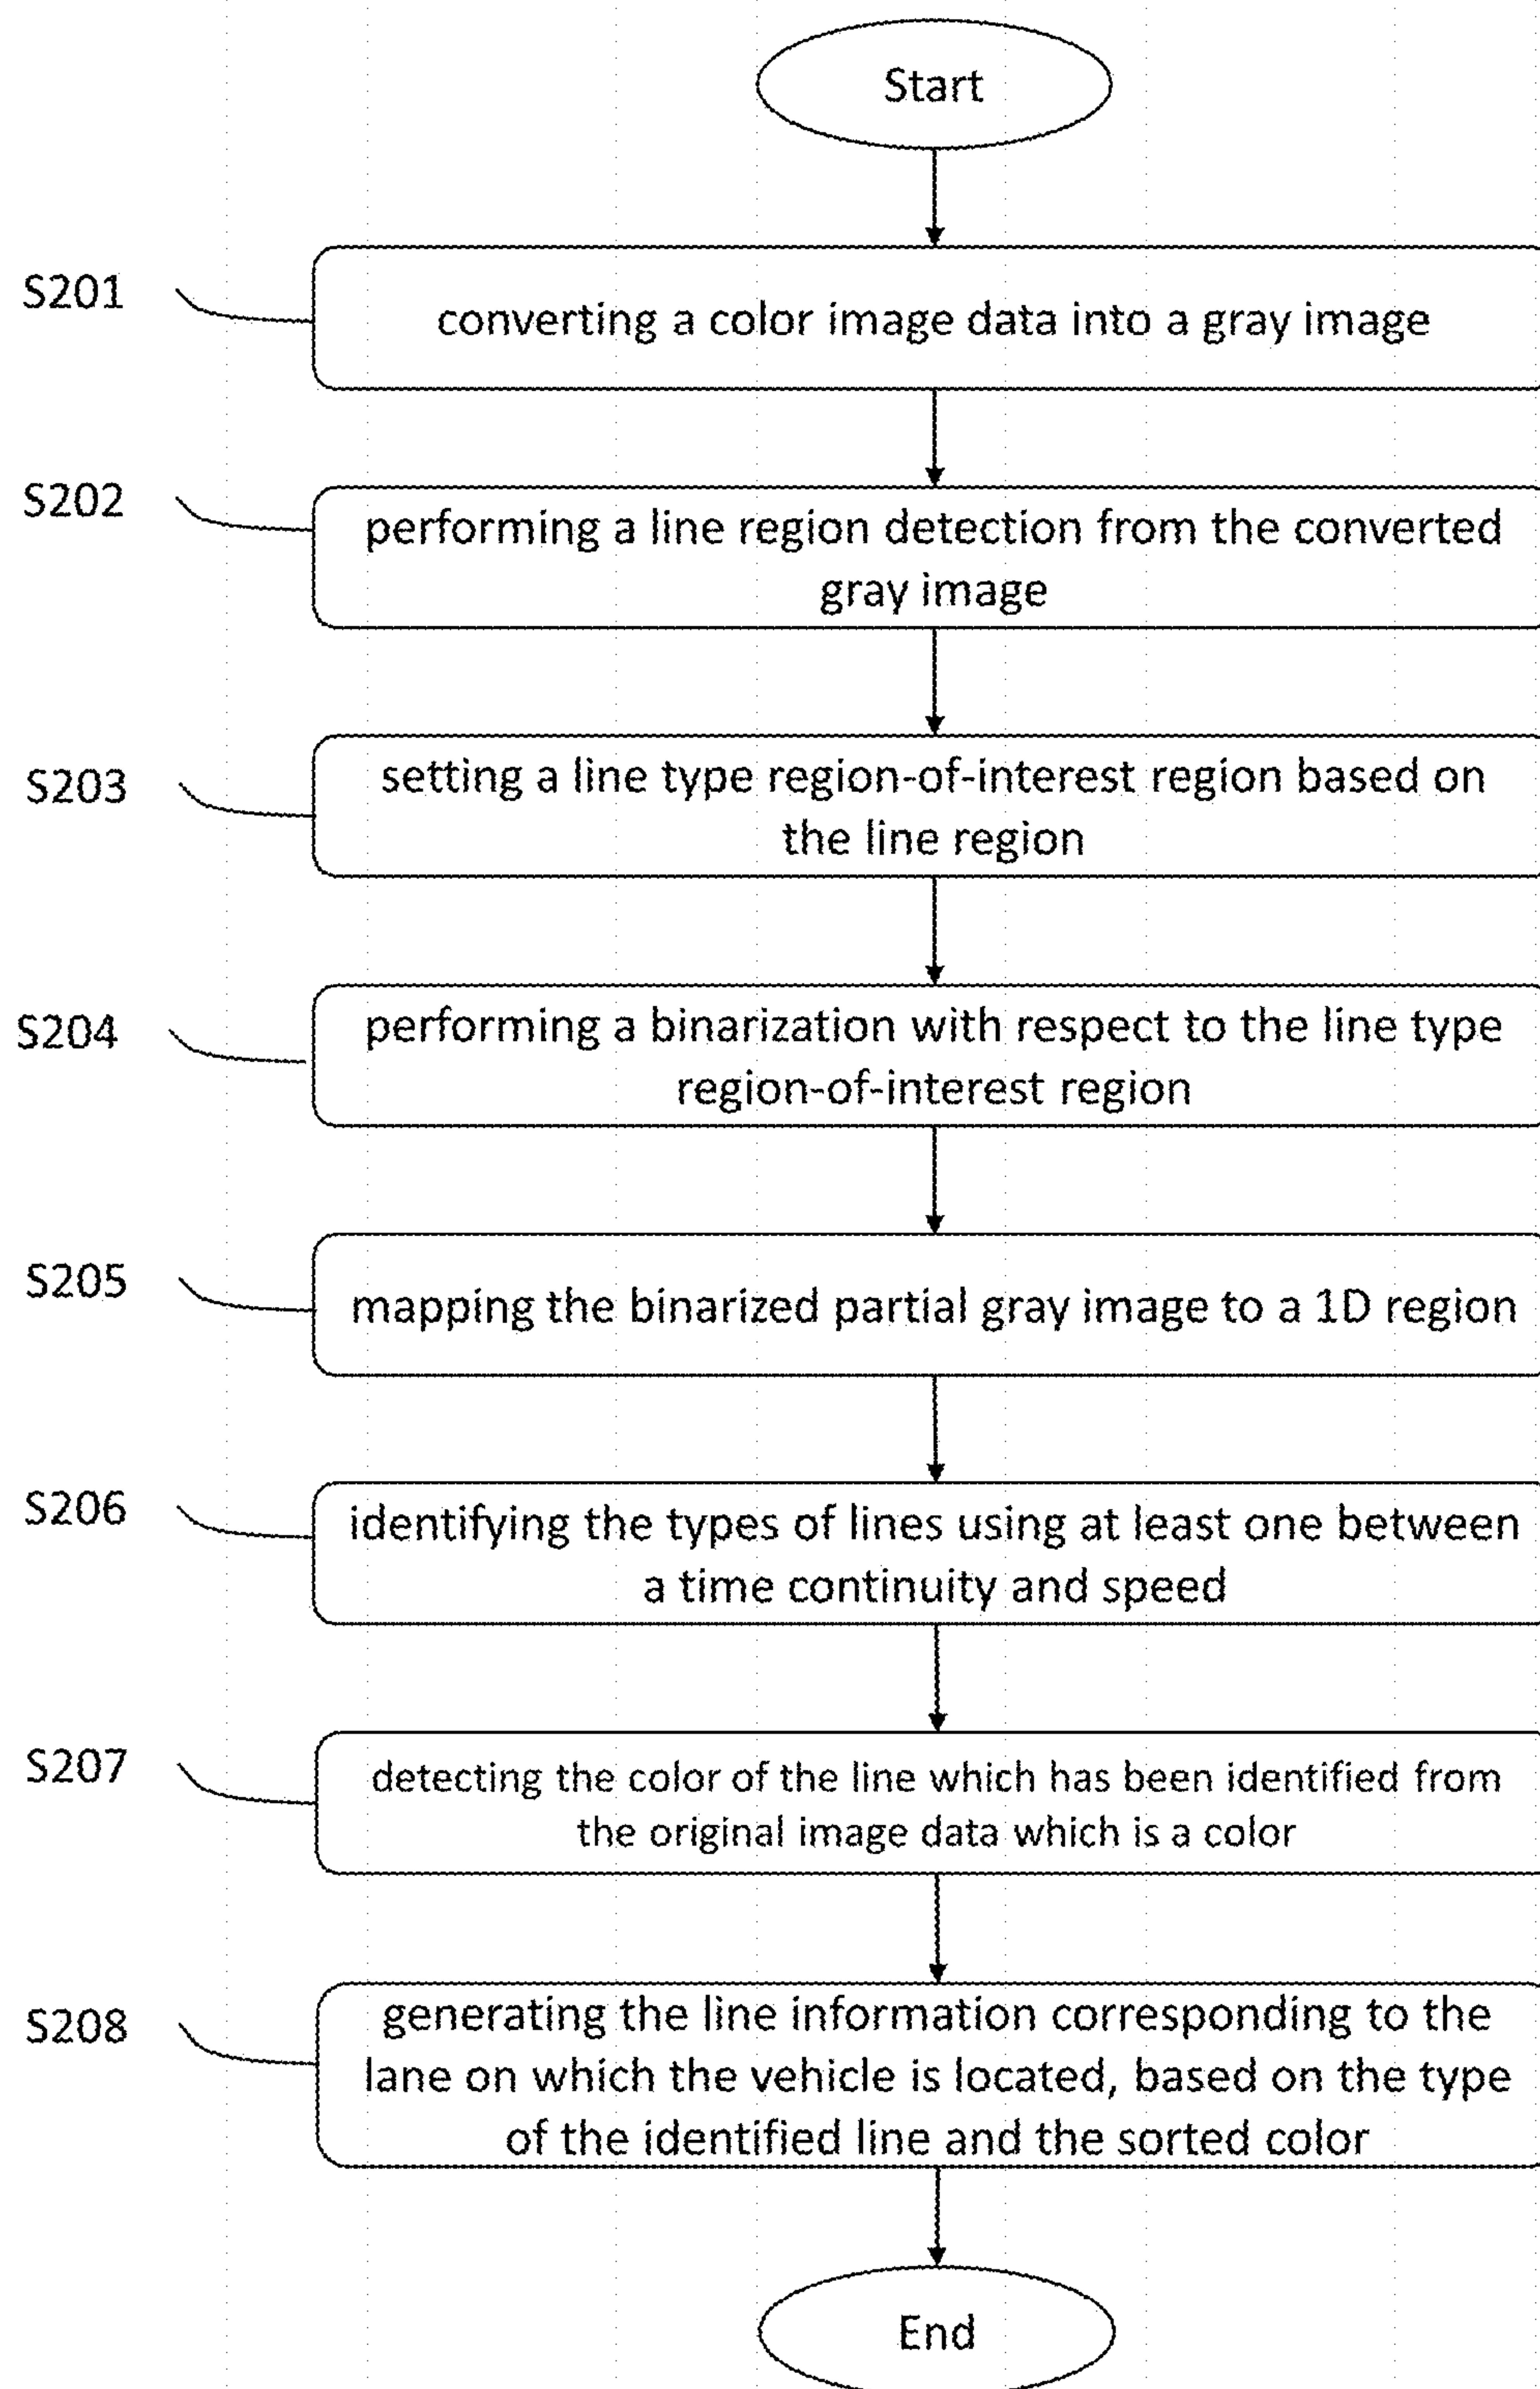 Start
S201
converting a color image data into a gray image
S202
performing a line region detection from the converted
gray image
S203
setting a line type region-of-interest region based on
the line region
S204
performing a binarization with respect to the line type
region-of-interest region
S205
mapping the binarized partial gray image to a 1D region
S206
identifying the types of lines using at least one between
a time continuity and speed
S207
detecting the color of the line which has been identified from
the original image data which is a color
S208
generating the line information corresponding to the
lane on which the vehicle is located, based on the type
of the identified line and the sorted color
End